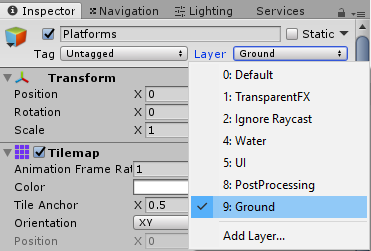 Inspector Navigation Lighting Services
Platforms Static
Tag Untagged Layer Ground
Transform
Position X 0
Rotation X 0
Scale X 1
Tilemap
Animation Frame Rat 1
Color
Tile Anchor X 0.5
Orientation XY
Position X 0
0: Default
1: TransparentFX
2: Ignore Raycast
4: Water
5: UI
8: PostProcessing
9: Ground
Add Layer...